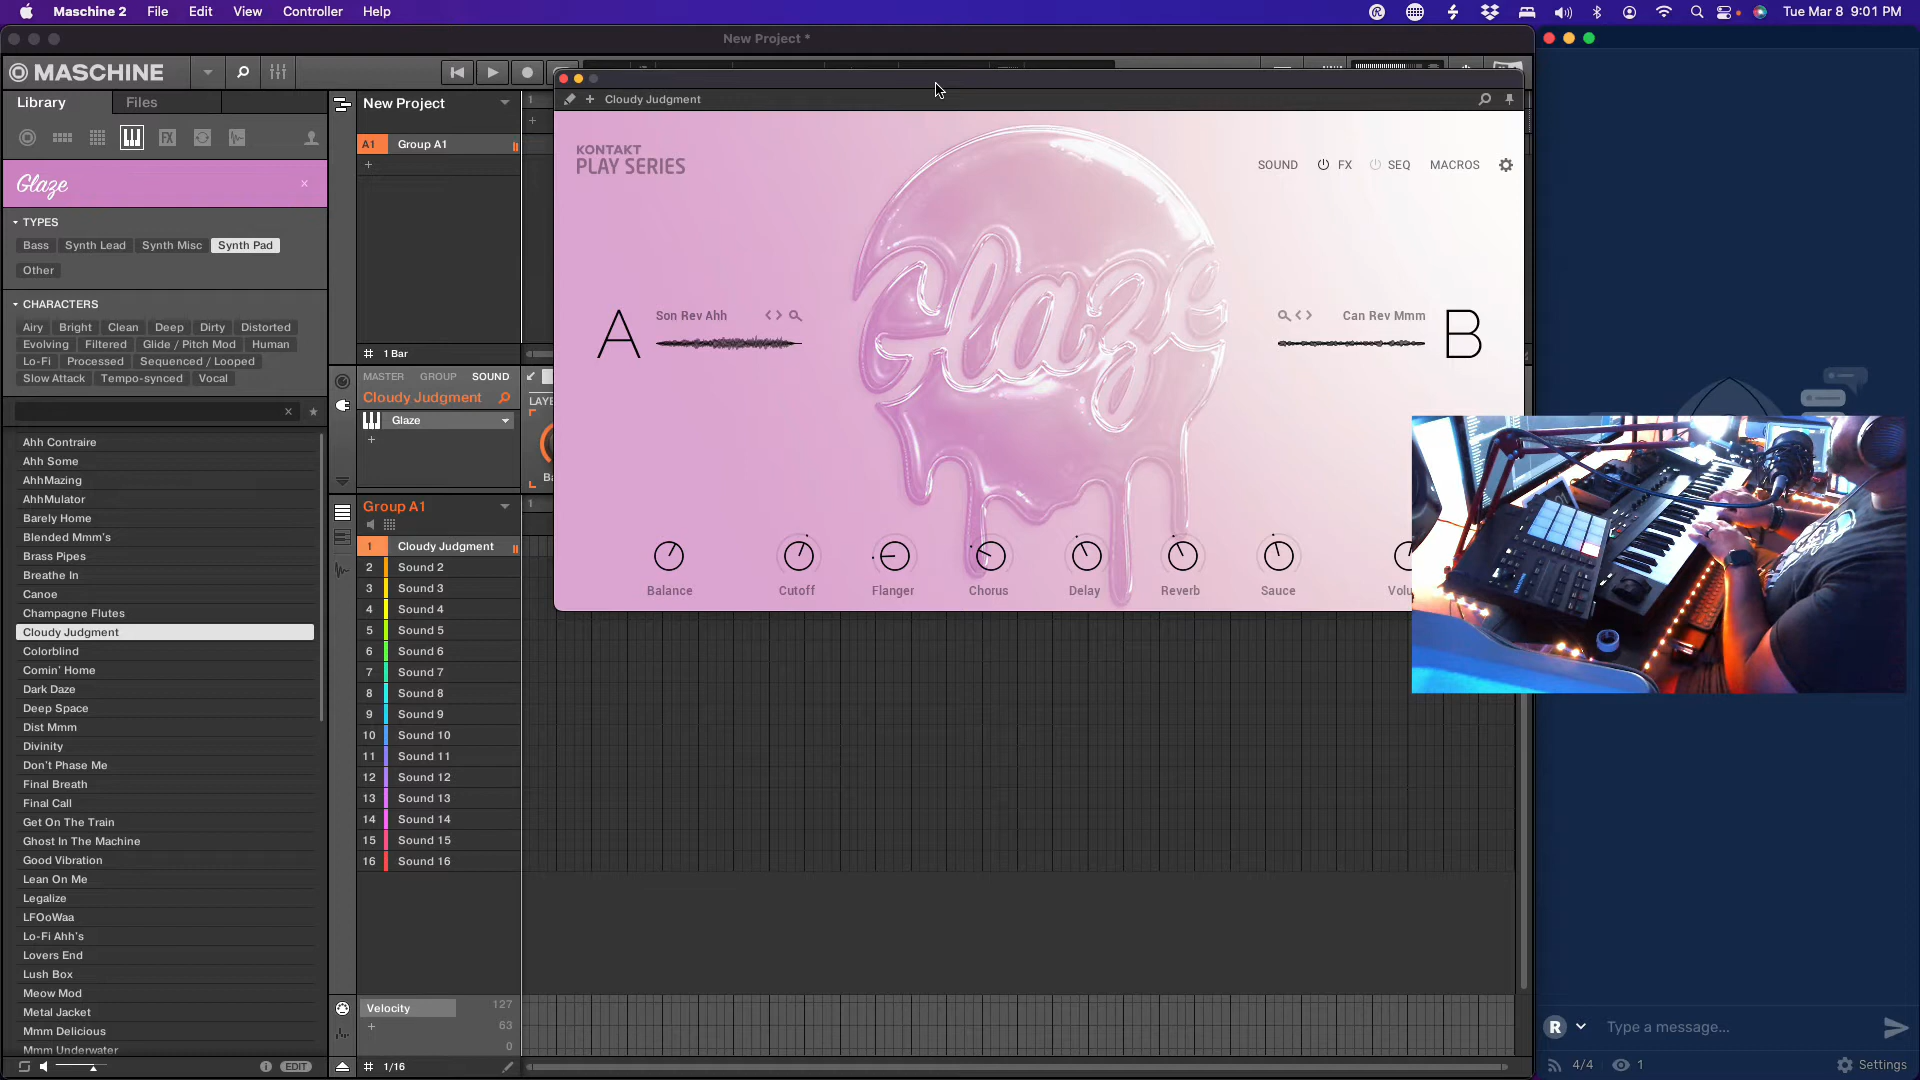 Maschine 2 File Edit View Controller Help
Tue Mar 8 9:01 PM
New Project *
MASCHINE
Library Files
New Project
1
Cloudy Judgment
A1 Group A1
Glaze
KONTAKT
PLAY SERIES
SOUND FX SEQ MACROS
TYPES
Bass Synth Lead Synth Misc Synth Pad
Other
CHARACTERS
Airy Bright Clean Deep Dirty Distorted
Evolving Filtered Glide / Pitch Mod Human
Lo-Fi Processed Sequenced / Looped
Slow Attack Tempo-synced Vocal
Glaze
A Son Rev Ahh
Can Rev Mmm B
1 Bar
MASTER GROUP SOUND
Cloudy Judgment
LAYE
Glaze
Ba
Balance Cutoff Flanger Chorus Delay Reverb Sauce Volu
Ahh Contraire
Ahh Some
AhhMazing
AhhMulator
Barely Home
Blended Mmm's
Brass Pipes
Breathe In
Canoe
Champagne Flutes
Cloudy Judgment
Colorblind
Comin' Home
Dark Daze
Deep Space
Dist Mmm
Divinity
Don't Phase Me
Final Breath
Final Call
Get On The Train
Ghost In The Machine
Good Vibration
Lean On Me
Legalize
LFOoWaa
Lo-Fi Ahh's
Lovers End
Lush Box
Meow Mod
Metal Jacket
Mmm Delicious
Mmm Underwater
EDIT
Group A1
1
1 Cloudy Judgment
2 Sound 2
3 Sound 3
4 Sound 4
5 Sound 5
6 Sound 6
7 Sound 7
8 Sound 8
9 Sound 9
10 Sound 10
11 Sound 11
12 Sound 12
13 Sound 13
14 Sound 14
15 Sound 15
16 Sound 16
Velocity 127
63
0
1/16
R Type a message...
4/4 1 Settings